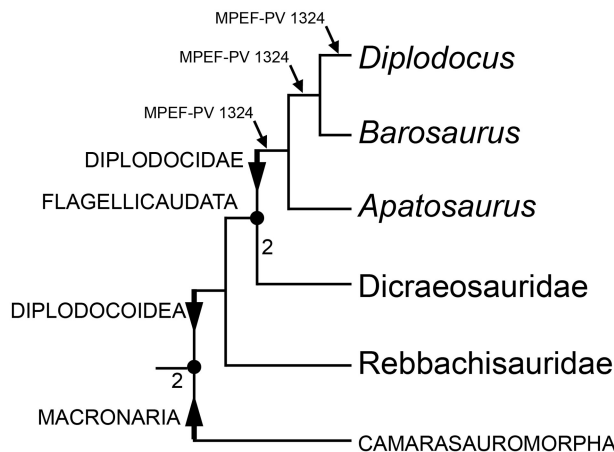 MPEF-PV 1324
Diplodocus
MPEF-PV 1324
MPEF-PV 1324
Barosaurus
DIPLODOCIDAE
FLAGELLICAUDATA
Apatosaurus
2
Dicraeosauridae
DIPLODOCOIDEA
Rebbachisauridae
2
MACRONARIA
CAMARASAUROMORPHA